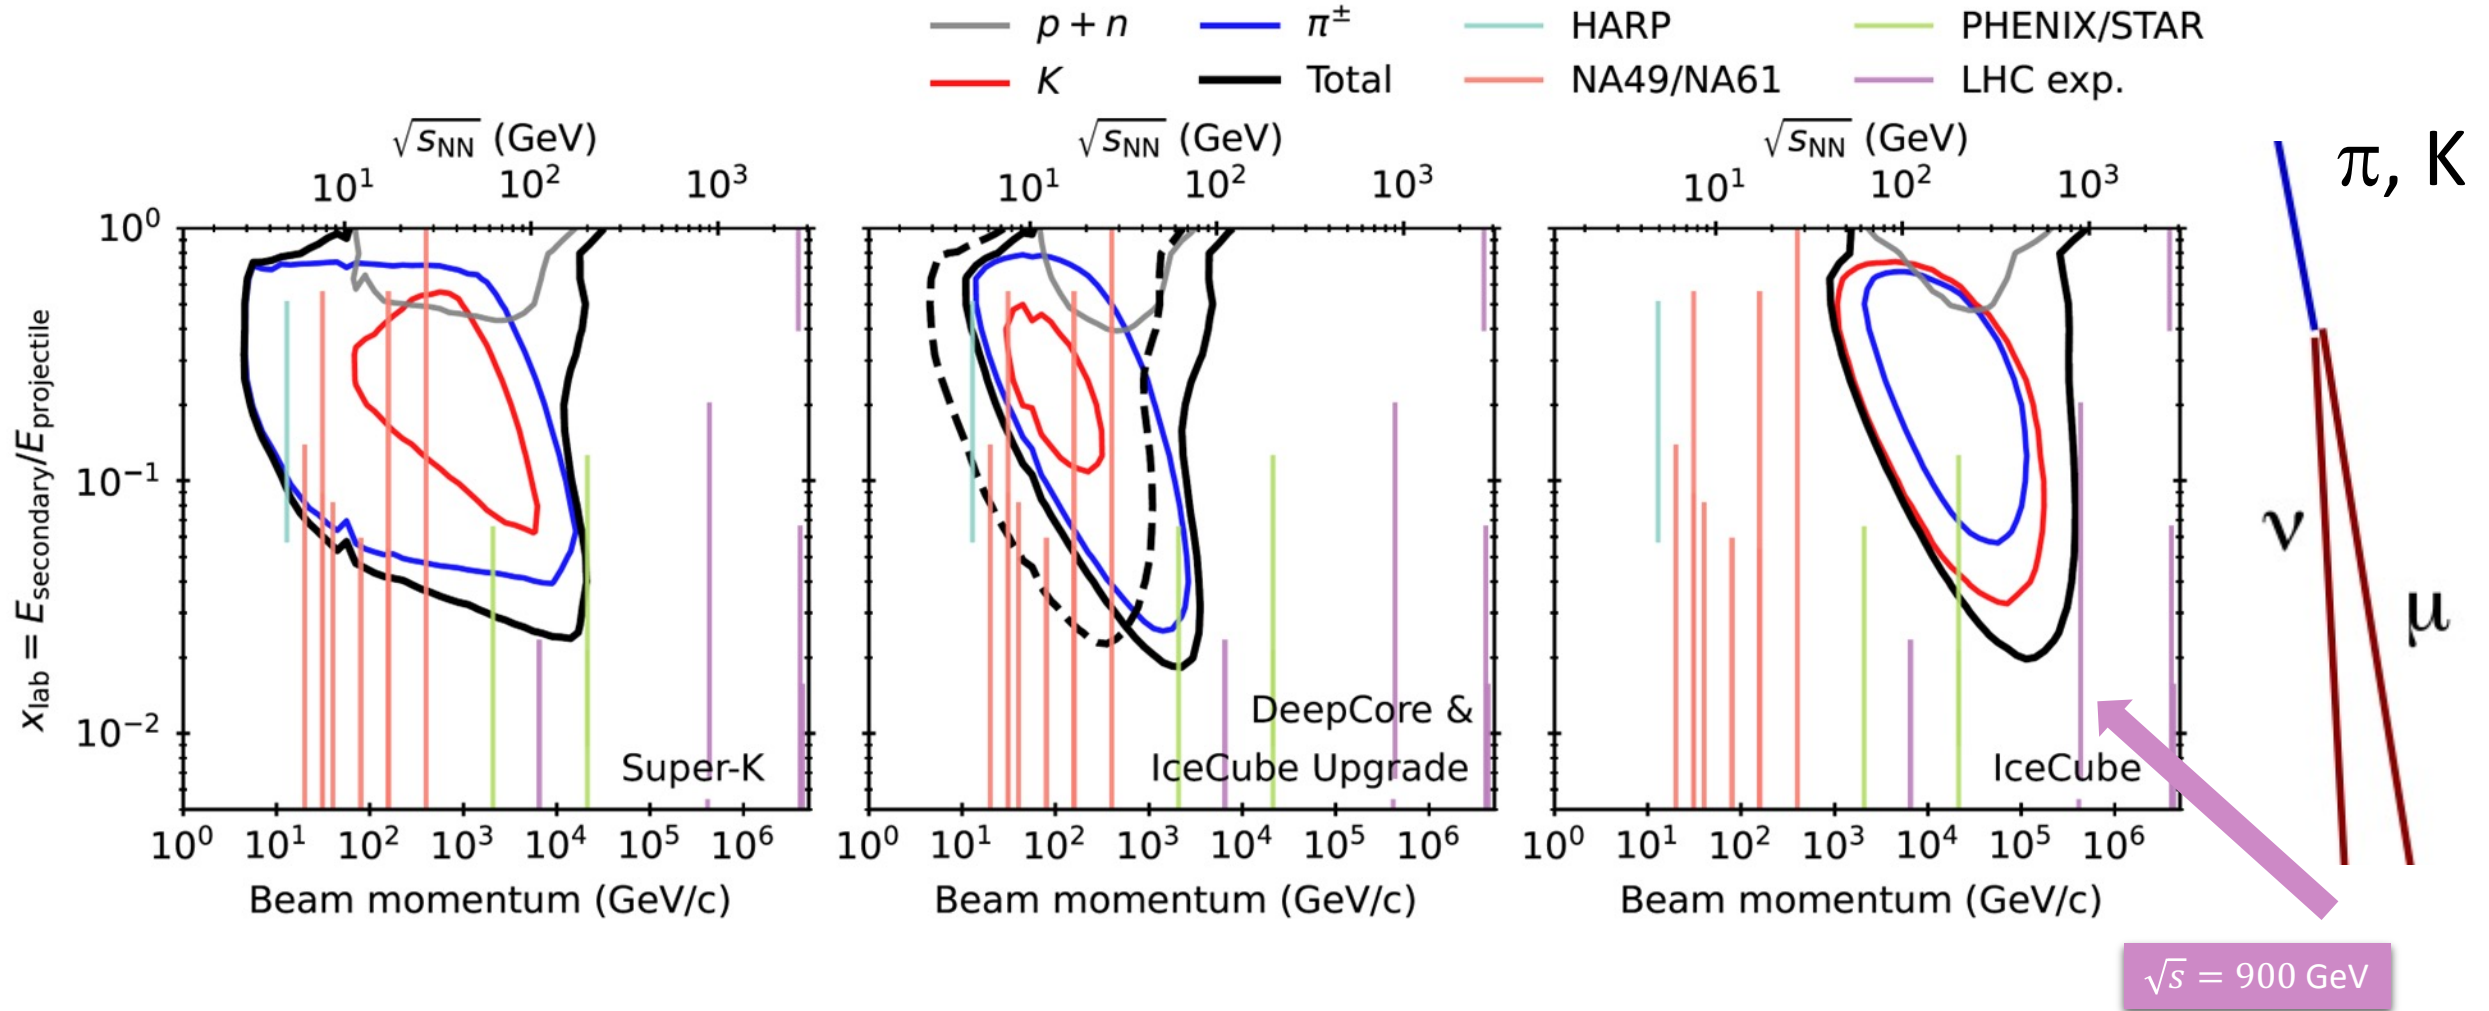 p + n
π±
HARP
PHENIX/STAR
K
Total
NA49/NA61
LHC exp.
√sNN (GeV)
√sNN (GeV)
√sNN (GeV)
10¹ 10² 10³
10¹ 10² 10³
10¹ 10² 10³
π, K
10⁰
10⁻¹
10⁻²
xlab = Esecondary/Eprojectile
ν
μ
Super-K
DeepCore &
IceCube Upgrade
IceCube
10⁰ 10¹ 10² 10³ 10⁴ 10⁵ 10⁶
10⁰ 10¹ 10² 10³ 10⁴ 10⁵ 10⁶
10⁰ 10¹ 10² 10³ 10⁴ 10⁵ 10⁶
Beam momentum (GeV/c)
Beam momentum (GeV/c)
Beam momentum (GeV/c)
√s = 900 GeV